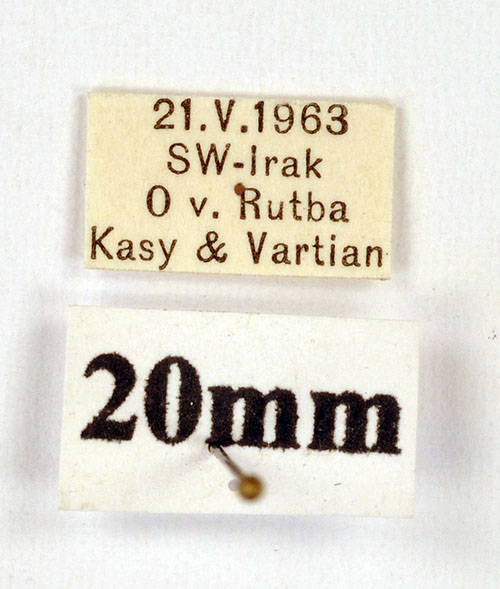 21.V.1963
SW-Irak
O v. Rutba
Kasy & Vartian
20mm